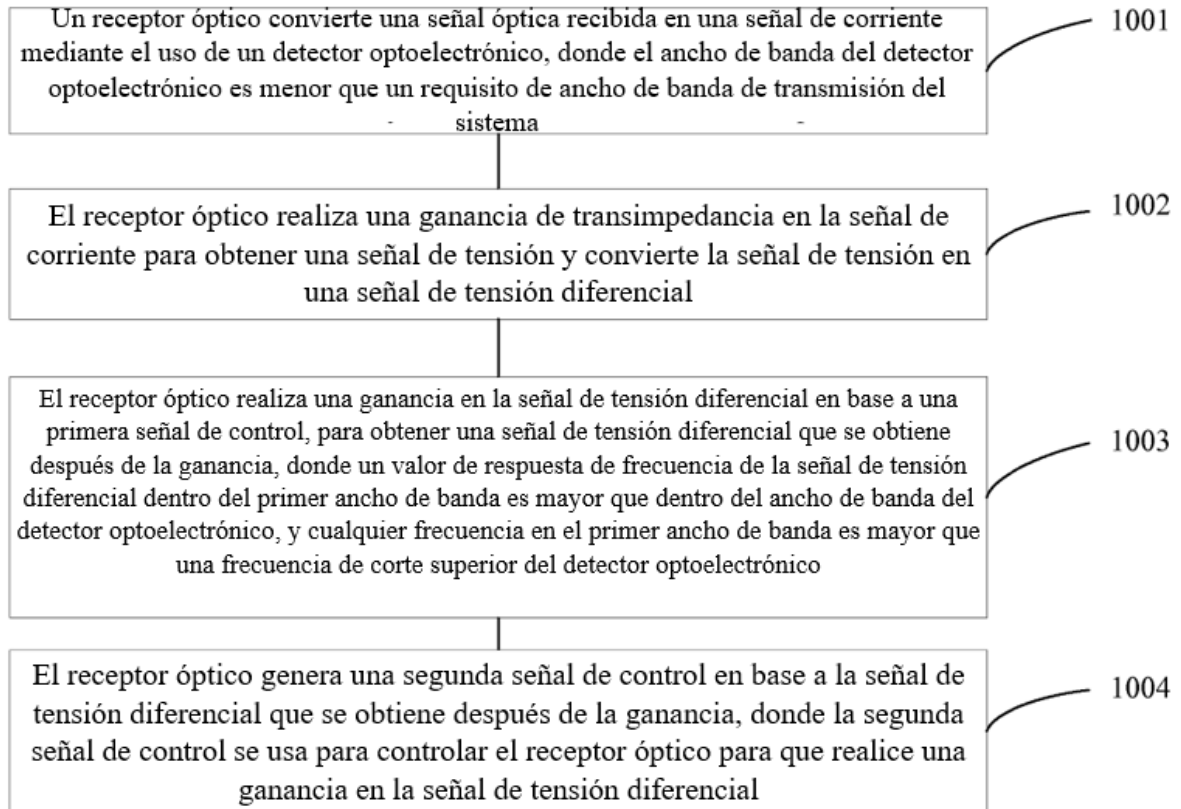 Un receptor óptico convierte una señal óptica recibida en una señal de corriente
mediante el uso de un detector optoelectrónico, donde el ancho de banda del detector
optoelectrónico es menor que un requisito de ancho de banda de transmisión del
sistema
1001
El receptor óptico realiza una ganancia de transimpedancia en la señal de
corriente para obtener una señal de tensión y convierte la señal de tensión en
una señal de tensión diferencial
1002
El receptor óptico realiza una ganancia en la señal de tensión diferencial en base a una
primera señal de control, para obtener una señal de tensión diferencial que se obtiene
después de la ganancia, donde un valor de respuesta de frecuencia de la señal de tensión
diferencial dentro del primer ancho de banda es mayor que dentro del ancho de banda del
detector optoelectrónico, y cualquier frecuencia en el primer ancho de banda es mayor que
una frecuencia de corte superior del detector optoelectrónico
1003
El receptor óptico genera una segunda señal de control en base a la señal de
tensión diferencial que se obtiene después de la ganancia, donde la segunda
señal de control se usa para controlar el receptor óptico para que realice una
ganancia en la señal de tensión diferencial
1004